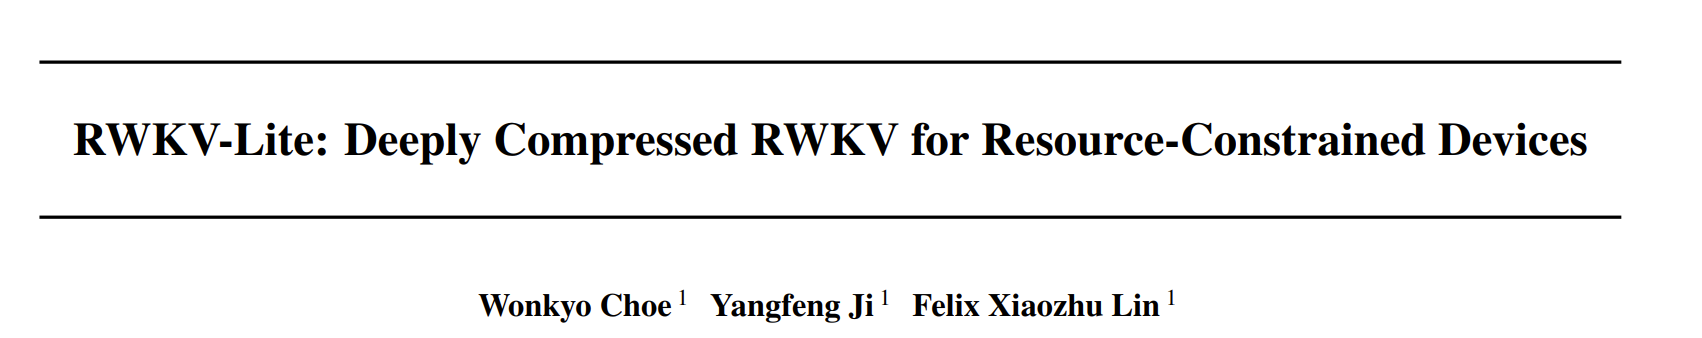 RWKV-Lite: Deeply Compressed RWKV for Resource-Constrained Devices
Wonkyo Choe 1 Yangfeng Ji 1 Felix Xiaozhu Lin 1